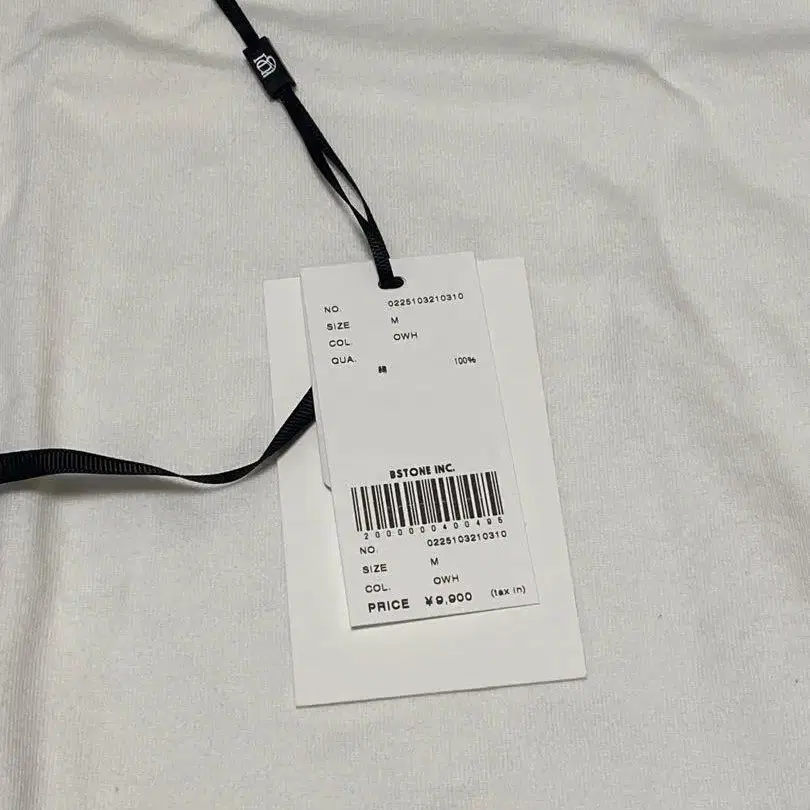 NO. 0225103210310
SIZE M
COL. OWH
QUA.
綿 100%
BSTONE INC.
2000000400495
NO. 0225103210310
SIZE M
COL. OWH
PRICE ¥9,900 (tax in)